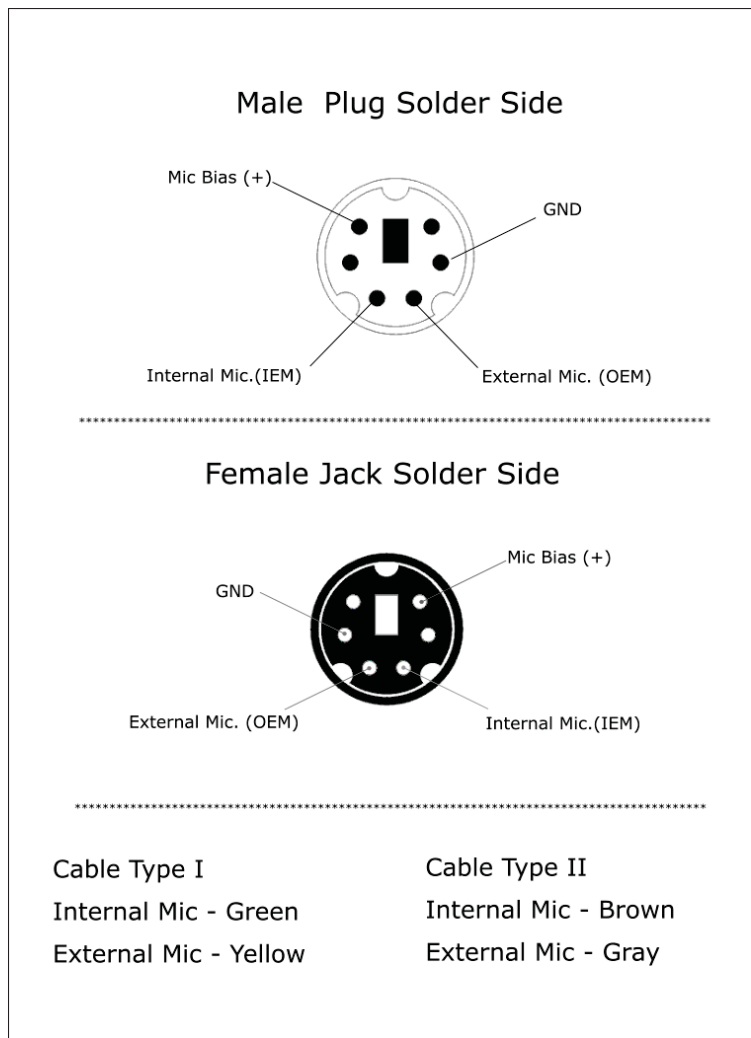 Male Plug Solder Side
Mic Bias (+)
GND
Internal Mic.(IEM)
External Mic. (OEM)
******************************************************************************************
Female Jack Solder Side
Mic Bias (+)
GND
External Mic. (OEM)
Internal Mic.(IEM)
******************************************************************************************
Cable Type I
Internal Mic - Green
External Mic - Yellow
Cable Type II
Internal Mic - Brown
External Mic - Gray